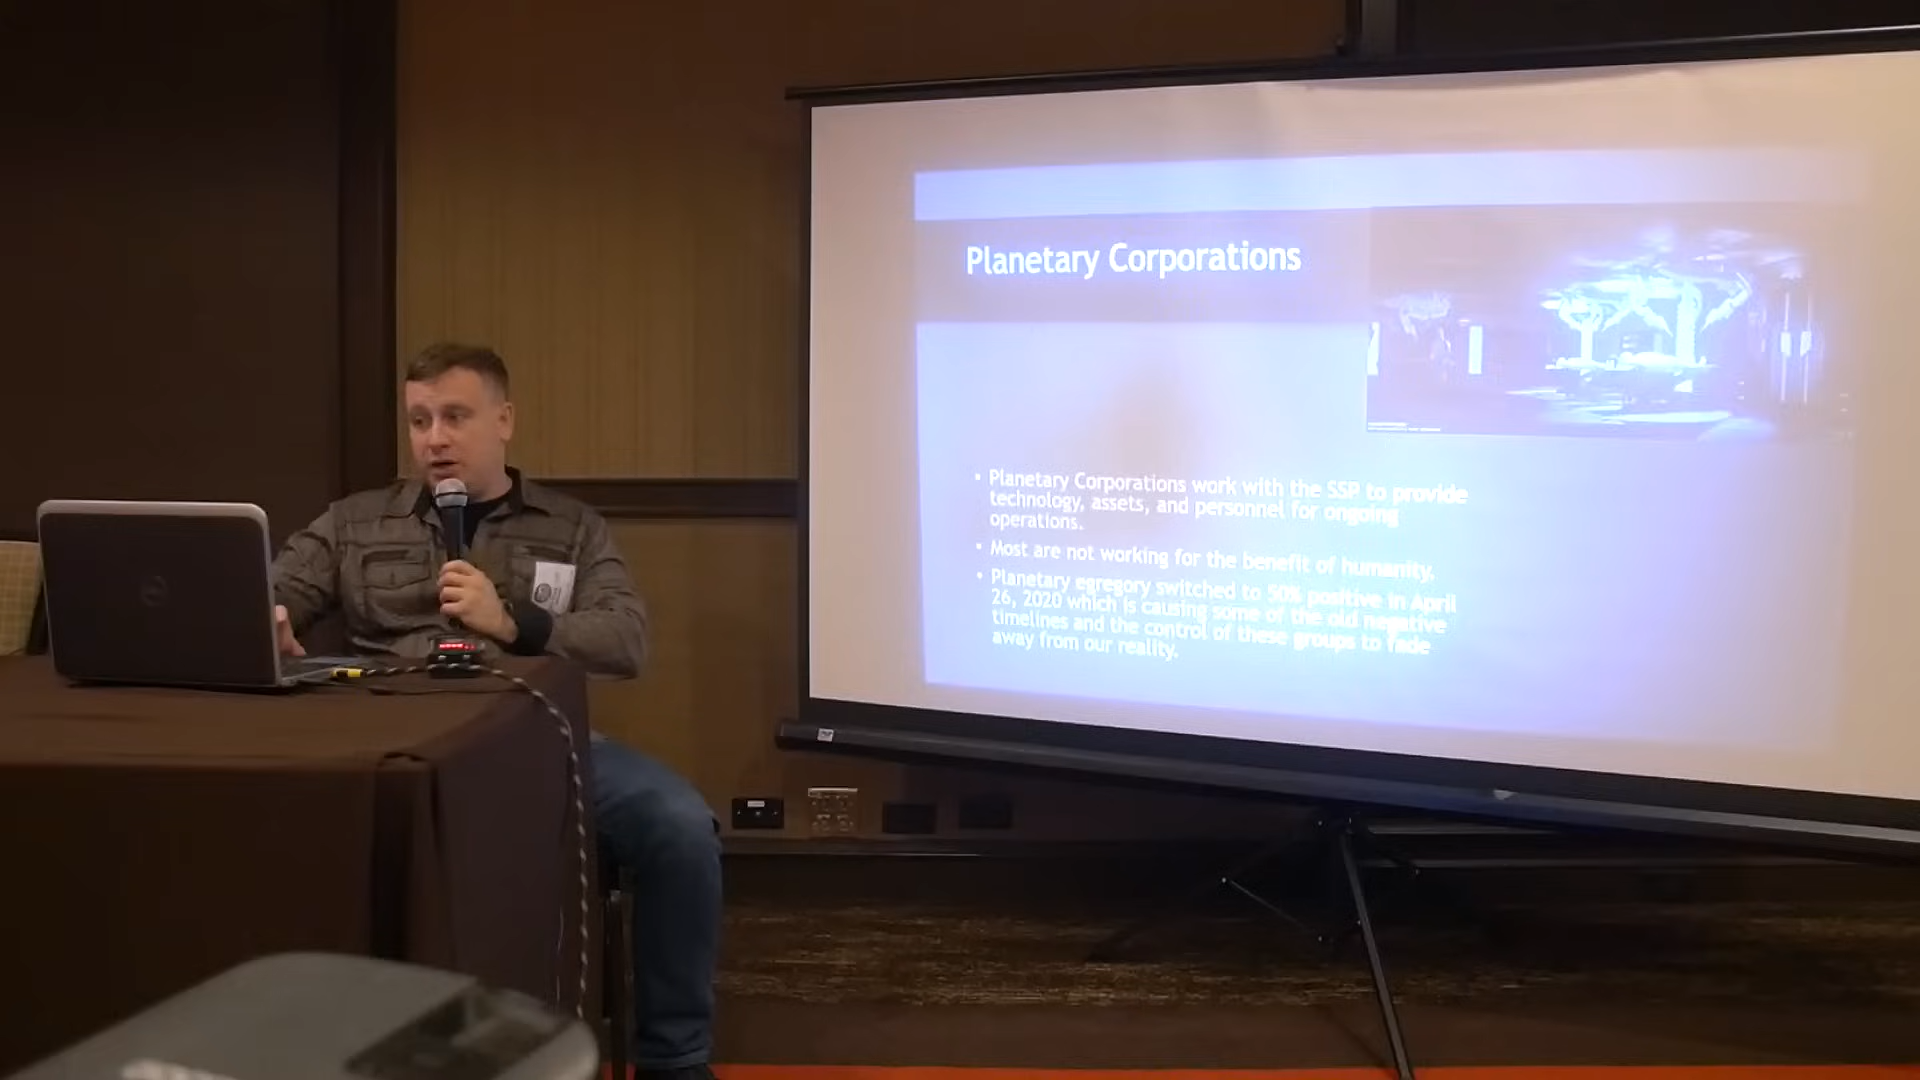 Planetary Corporations
• Planetary Corporations work with the SSP to provide
technology, assets, and personnel for ongoing
operations.
• Most are not working for the benefit of humanity.
• Planetary egregory switched to 50% positive in April
26, 2020 which is causing some of the old negative
timelines and the control of these groups to fade
away from our reality.